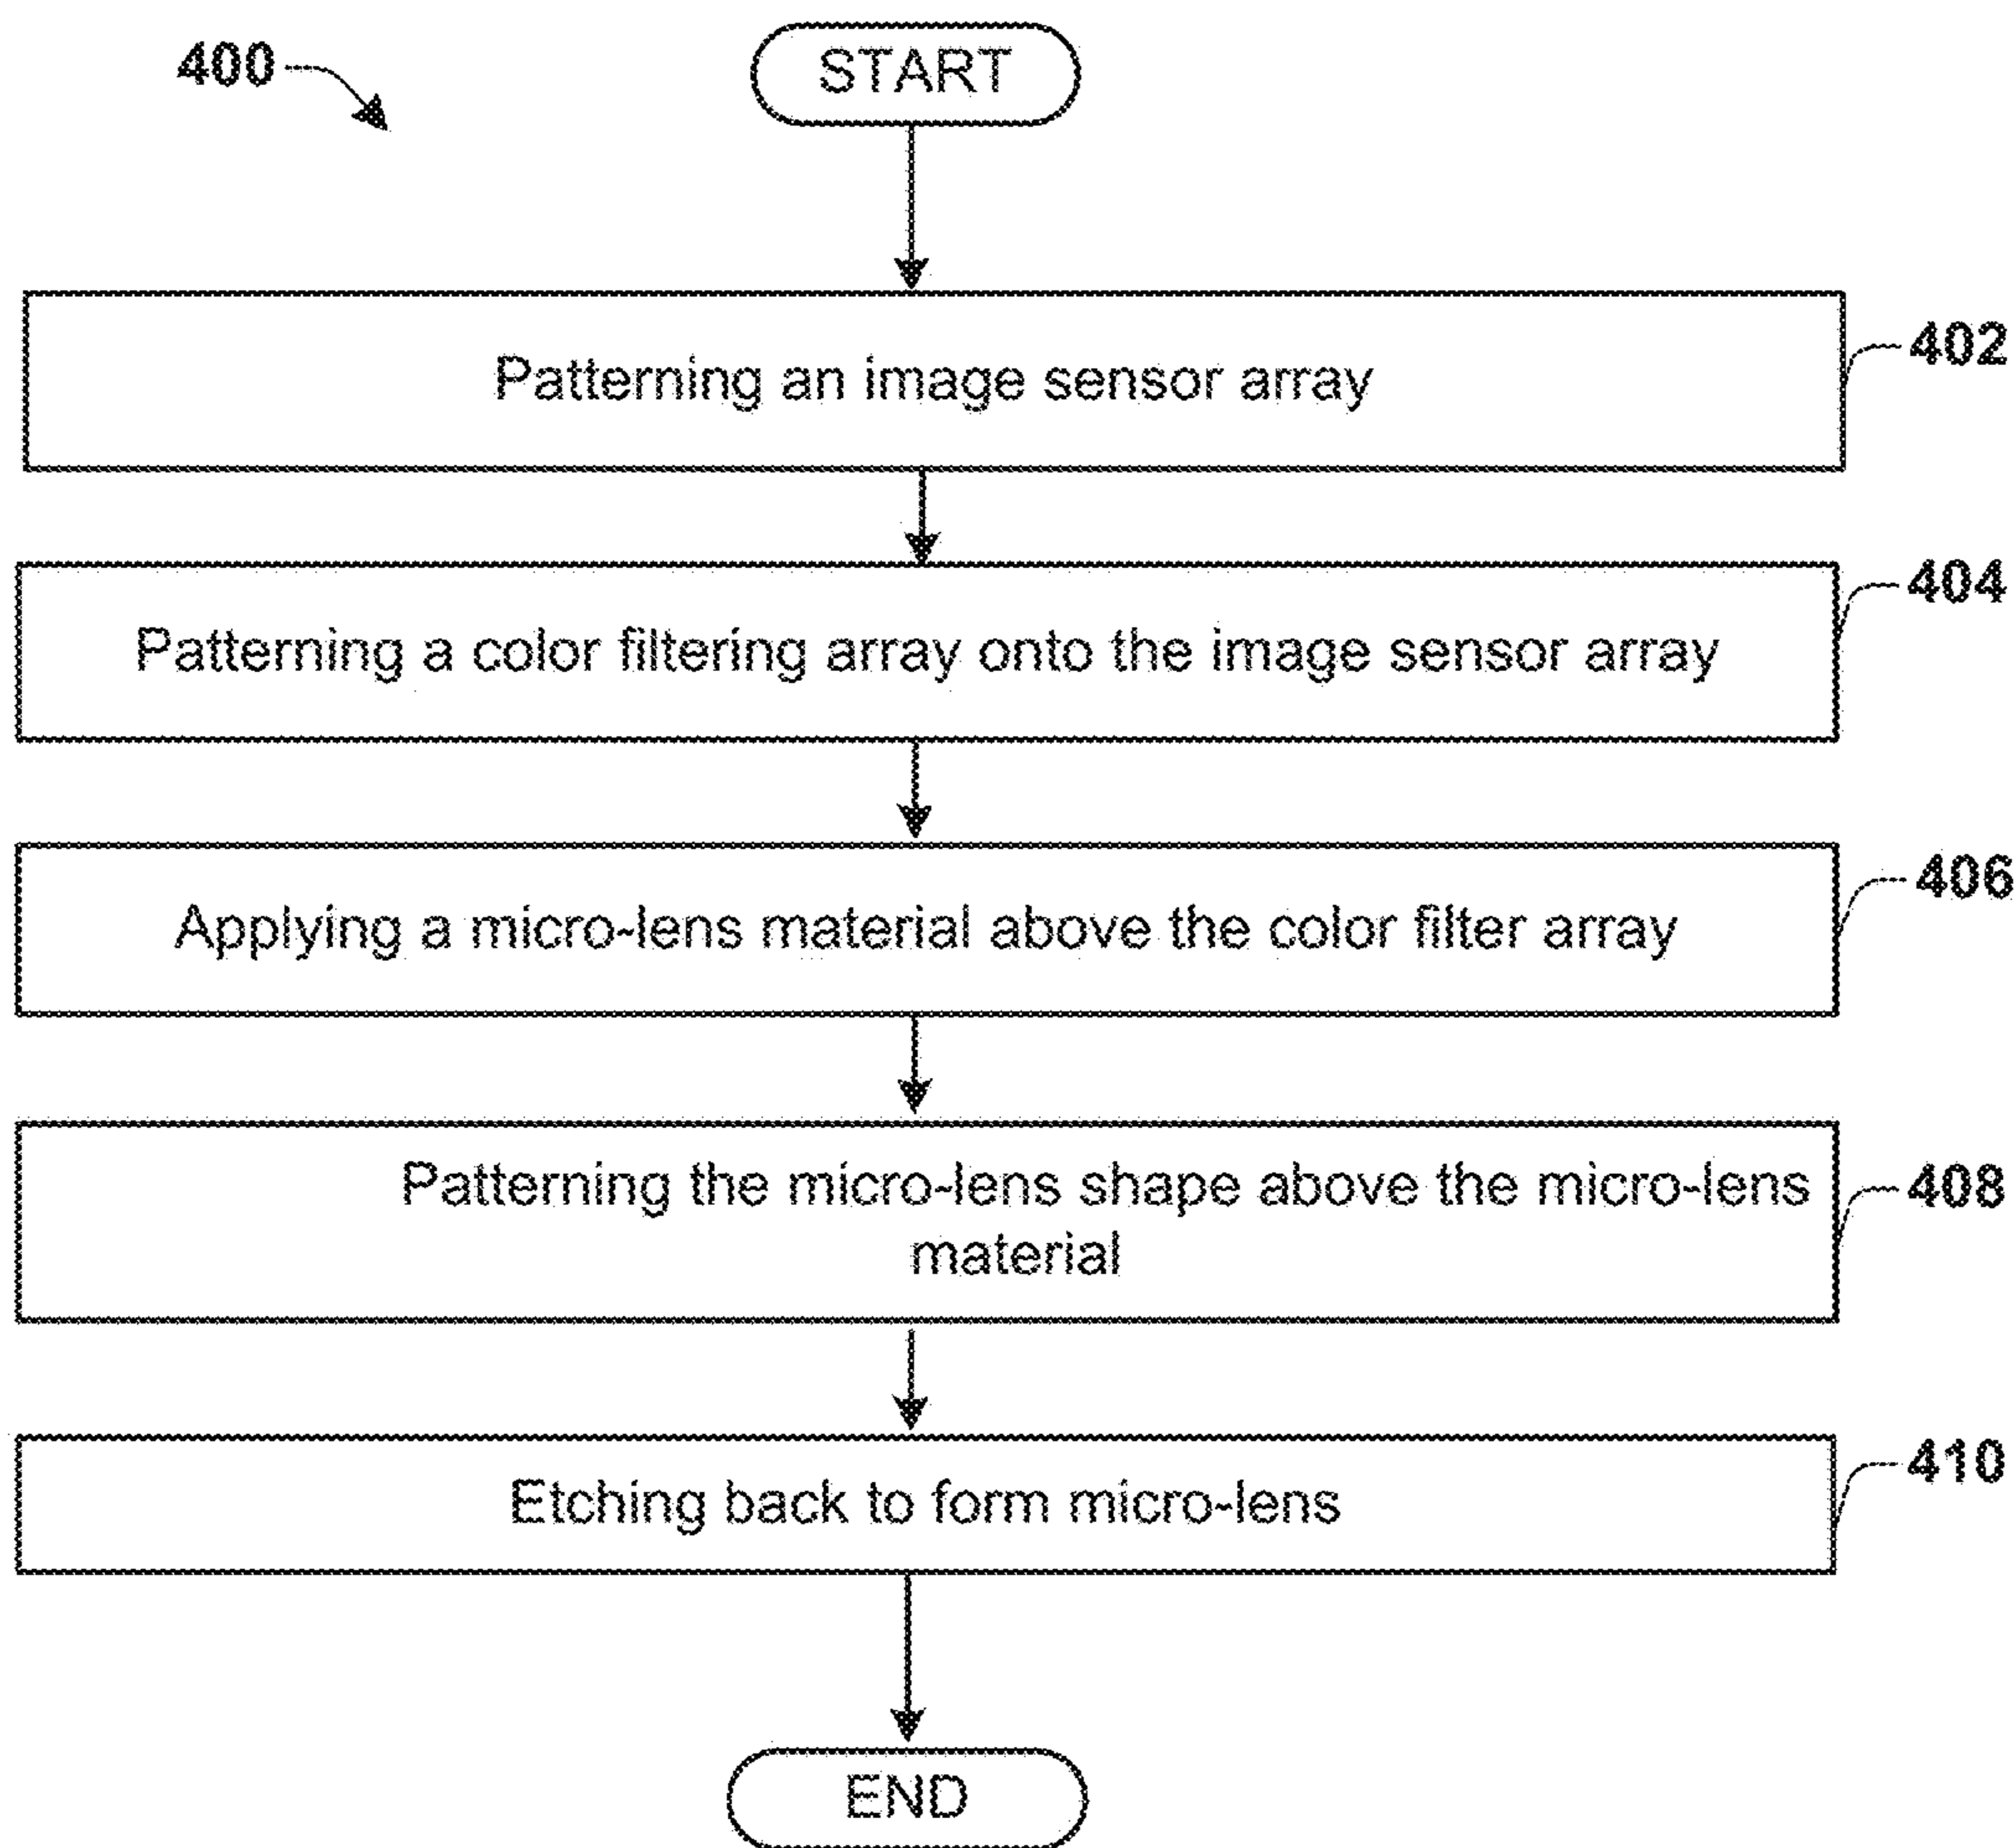 400
START
Patterning an image sensor array
402
Patterning a color filtering array onto the image sensor array
404
Applying a micro-lens material above the color filter array
406
Patterning the micro-lens shape above the micro-lens
material
408
Etching back to form micro-lens
410
END